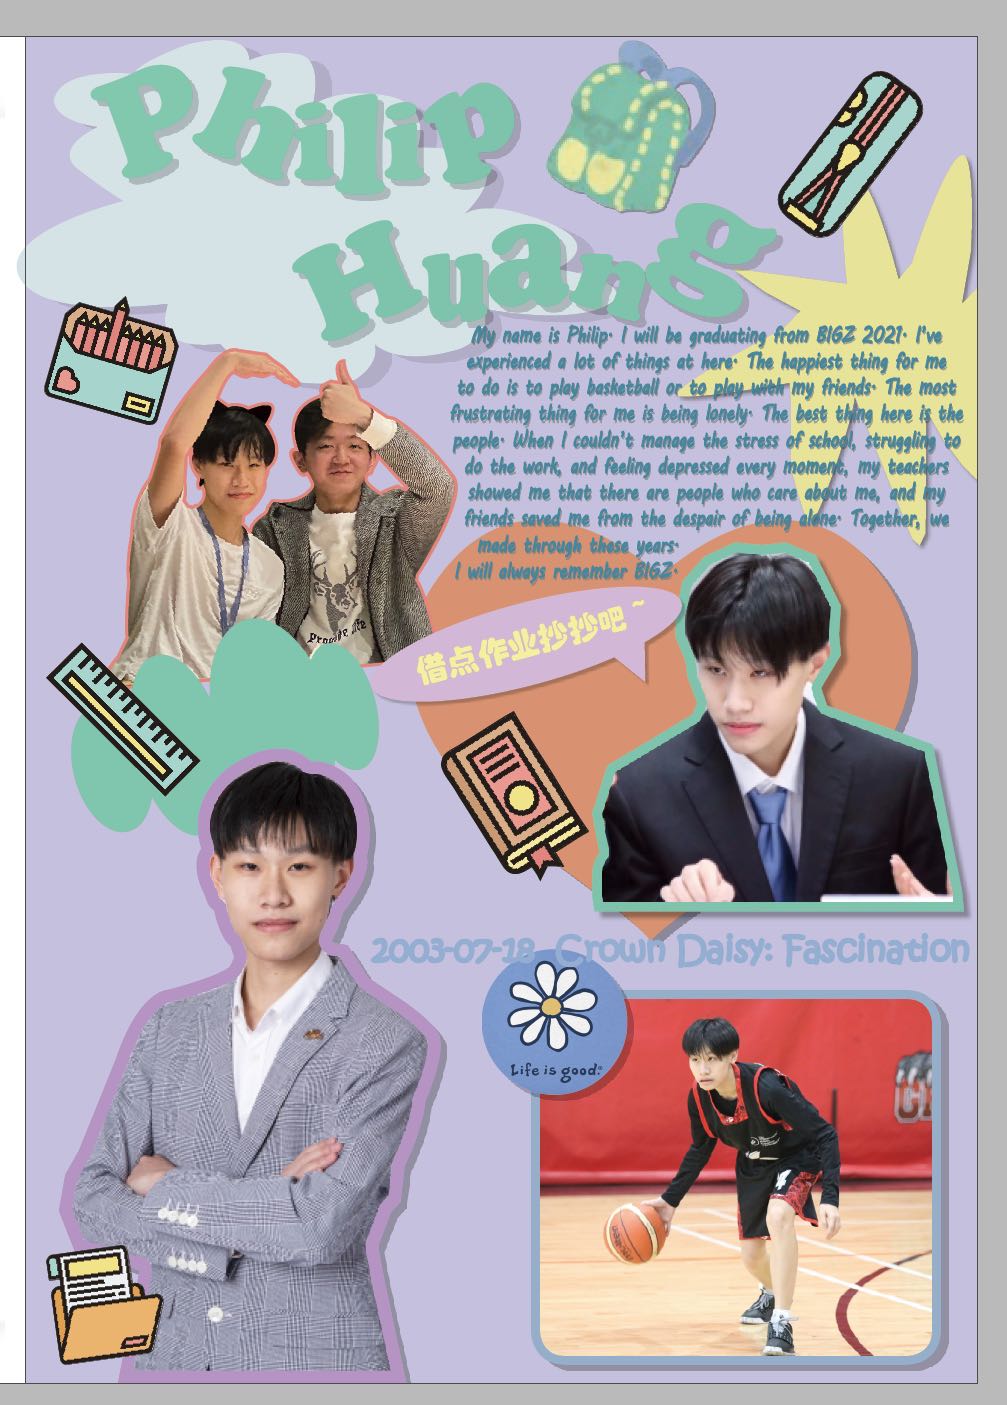 Philip
Huang
My name is Philip. I will be graduating from BIGZ 2021. I've
experienced a lot of things at here. The happiest thing for me
to do is to play basketball or to play with my friends. The most
frustrating thing for me is being lonely. The best thing here is the
people. When I couldn't manage the stress of school, struggling to
do the work, and feeling depressed every moment, my teachers
showed me that there are people who care about me, and my
friends saved me from the despair of being alone. Together, we
made through these years.
I will always remember BIGZ.
借点作业抄抄吧~
2003-07-18 Crown Daisy: Fascination
Life is good.®